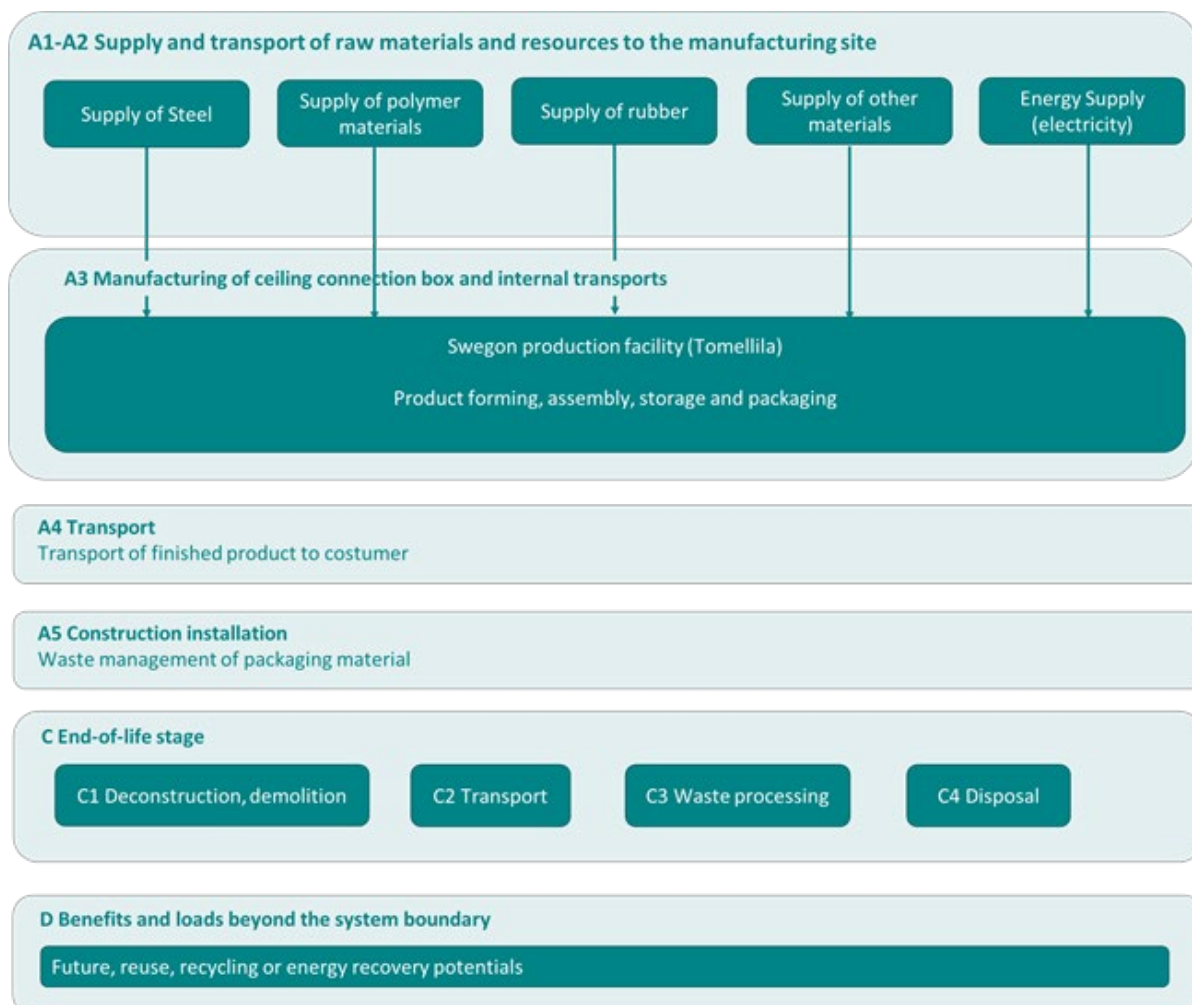 A1-A2 Supply and transport of raw materials and resources to the manufacturing site
Supply of Steel
Supply of polymer
materials
Supply of rubber
Supply of other
materials
Energy Supply
(electricity)
A3 Manufacturing of ceiling connection box and internal transports
Swegon production facility (Tomellila)
Product forming, assembly, storage and packaging
A4 Transport
Transport of finished product to costumer
A5 Construction installation
Waste management of packaging material
C End-of-life stage
C1 Deconstruction, demolition
C2 Transport
C3 Waste processing
C4 Disposal
D Benefits and loads beyond the system boundary
Future, reuse, recycling or energy recovery potentials